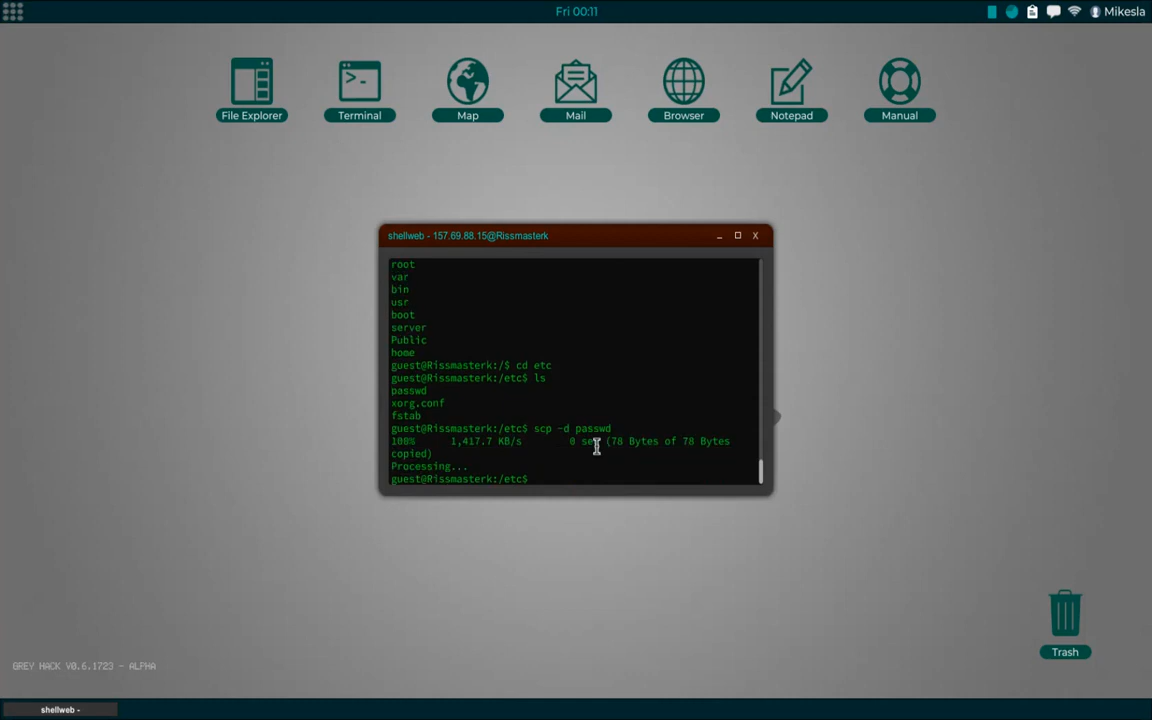 Fri 00:11
Mikesla
File Explorer
Terminal
Map
Mail
Browser
Notepad
Manual
shellweb - 157.69.88.15@Rissmasterk
root
var
bin
usr
boot
server
Public
home
guest@Rissmasterk:/$ cd etc
guest@Rissmasterk:/etc$ ls
passwd
xorg.conf
fstab
guest@Rissmasterk:/etc$ scp -d passwd
100% 1,417.7 KB/s 0 (78 Bytes of 78 Bytes
copied)
Processing...
guest@Rissmasterk:/etc$
Trash
GREY HACK V0.6.1723 - ALPHA
shellweb -